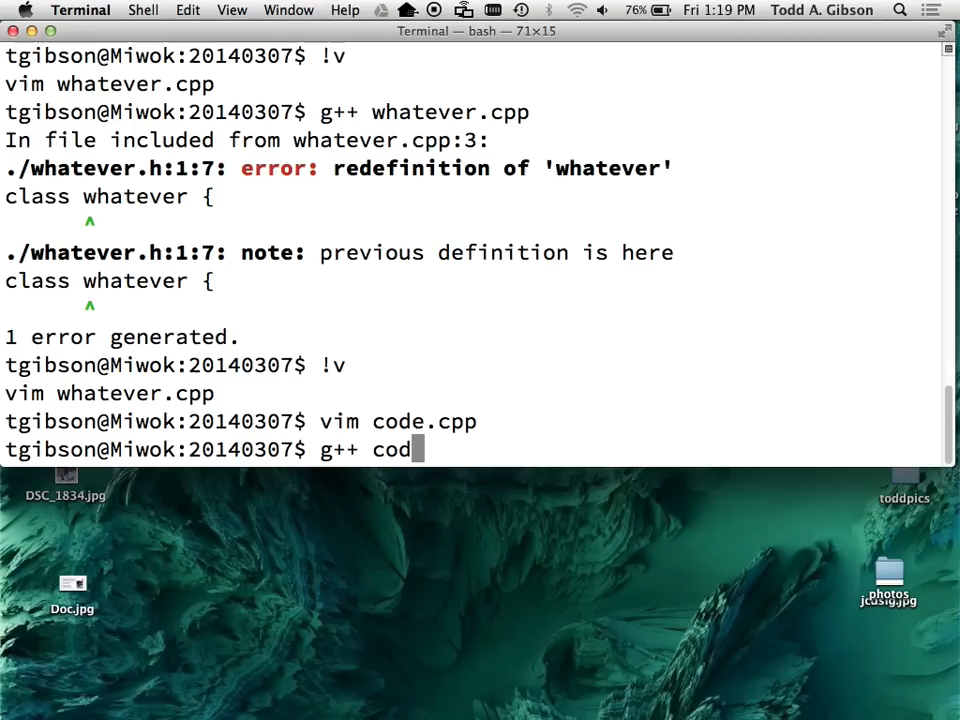 Terminal Shell Edit View Window Help 76% Fri 1:19 PM Todd A. Gibson
Terminal — bash — 71×15
tgibson@Miwok:20140307$ !v
vim whatever.cpp
tgibson@Miwok:20140307$ g++ whatever.cpp
In file included from whatever.cpp:3:
./whatever.h:1:7: error: redefinition of 'whatever'
class whatever {
^
./whatever.h:1:7: note: previous definition is here
class whatever {
^
1 error generated.
tgibson@Miwok:20140307$ !v
vim whatever.cpp
tgibson@Miwok:20140307$ vim code.cpp
tgibson@Miwok:20140307$ g++ cod
DSC_1834.jpg
toddpics
Doc.jpg
photos
jcdsig.jpg